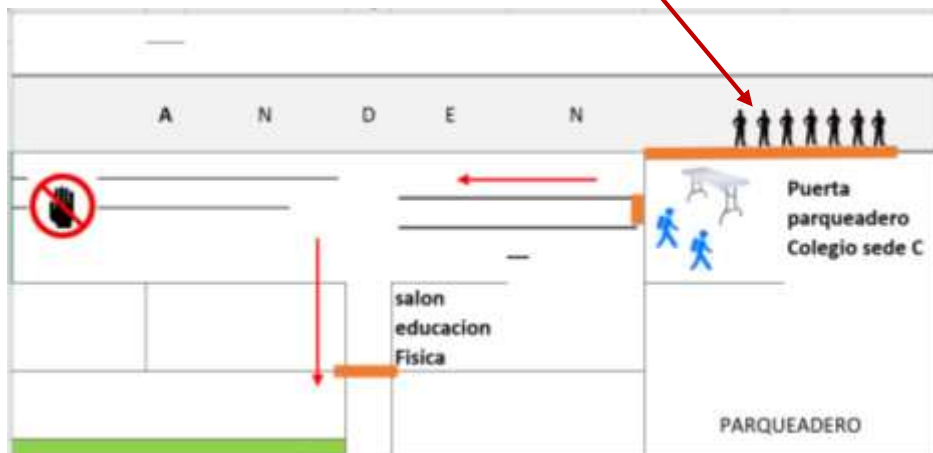 A N D E N
Puerta
parqueadero
Colegio sede C
salon
educacion
Fisica
PARQUEADERO